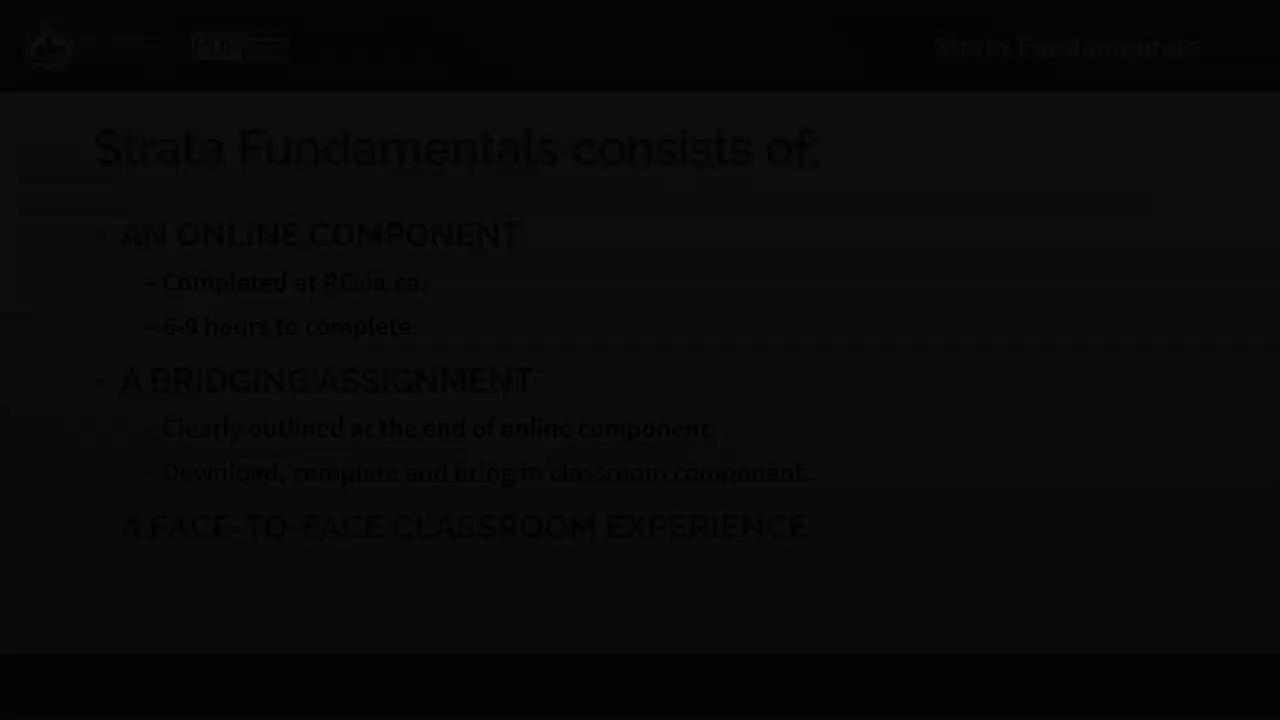 PDP
Strata Fundamentals
Strata Fundamentals consists of:
AN ONLINE COMPONENT
– Completed at REvia.ca.
– 6-9 hours to complete.
A BRIDGING ASSIGNMENT
– Clearly outlined at the end of online component.
– Download, complete and bring to classroom component.
A FACE-TO-FACE CLASSROOM EXPERIENCE